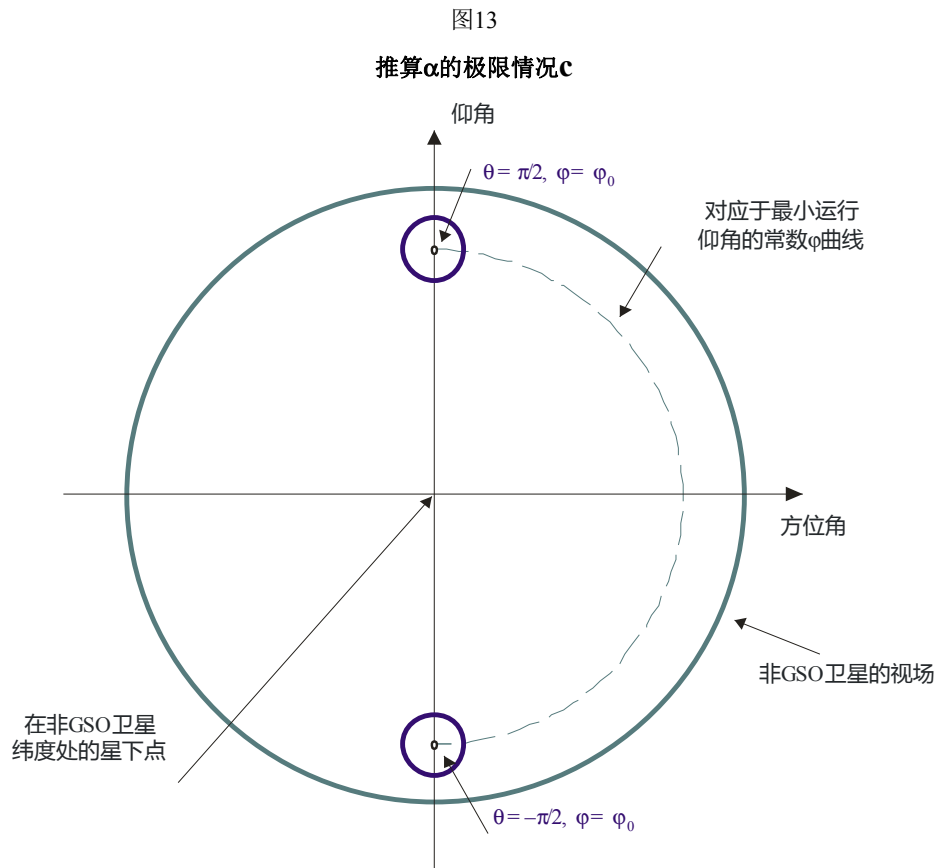 图13
推算α的极限情况c
仰角
θ = π/2, φ = φ₀
对应于最小运行
仰角的常数φ曲线
方位角
非GSO卫星的视场
在非GSO卫星
纬度处的星下点
θ = –π/2, φ = φ₀